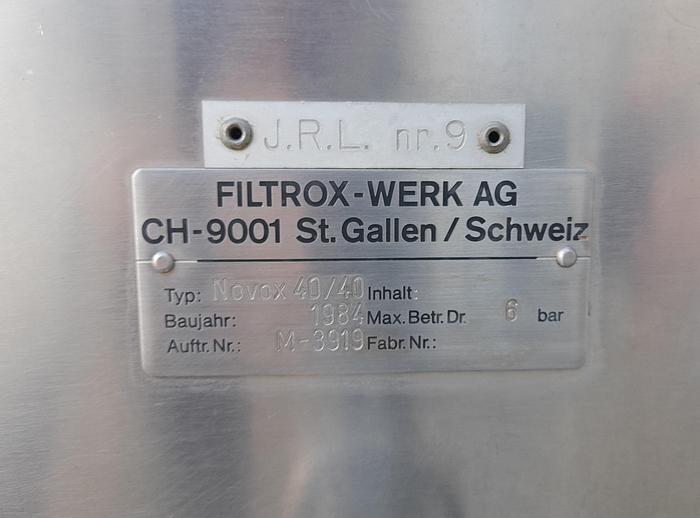 J.R.L. nr.9
FILTROX-WERK AG
CH-9001 St. Gallen / Schweiz
Typ: Novox 40/40 Inhalt:
Baujahr: 1984 Max. Betr. Dr. 6 bar
Auftr. Nr.: M-3919 Fabr. Nr.: